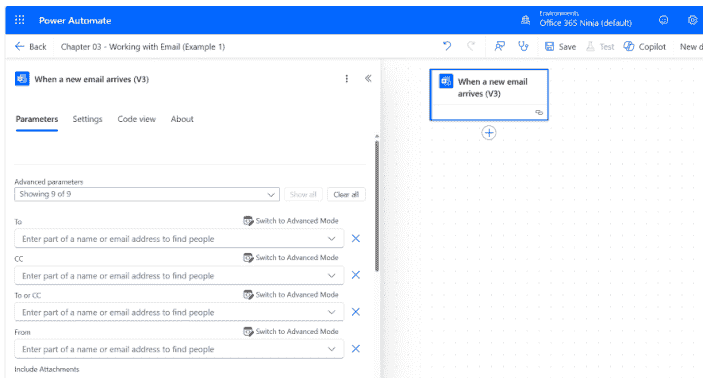 Power Automate
Environments
Office 365 Ninja (default)
Back
Chapter 03 - Working with Email (Example 1)
Save
Test
Copilot
New d
When a new email arrives (V3)
Parameters
Settings
Code view
About
Advanced parameters
Showing 9 of 9
Show all
Clear all
To
Switch to Advanced Mode
Enter part of a name or email address to find people
CC
Switch to Advanced Mode
Enter part of a name or email address to find people
To or CC
Switch to Advanced Mode
Enter part of a name or email address to find people
From
Switch to Advanced Mode
Enter part of a name or email address to find people
Include Attachments
When a new email
arrives (V3)